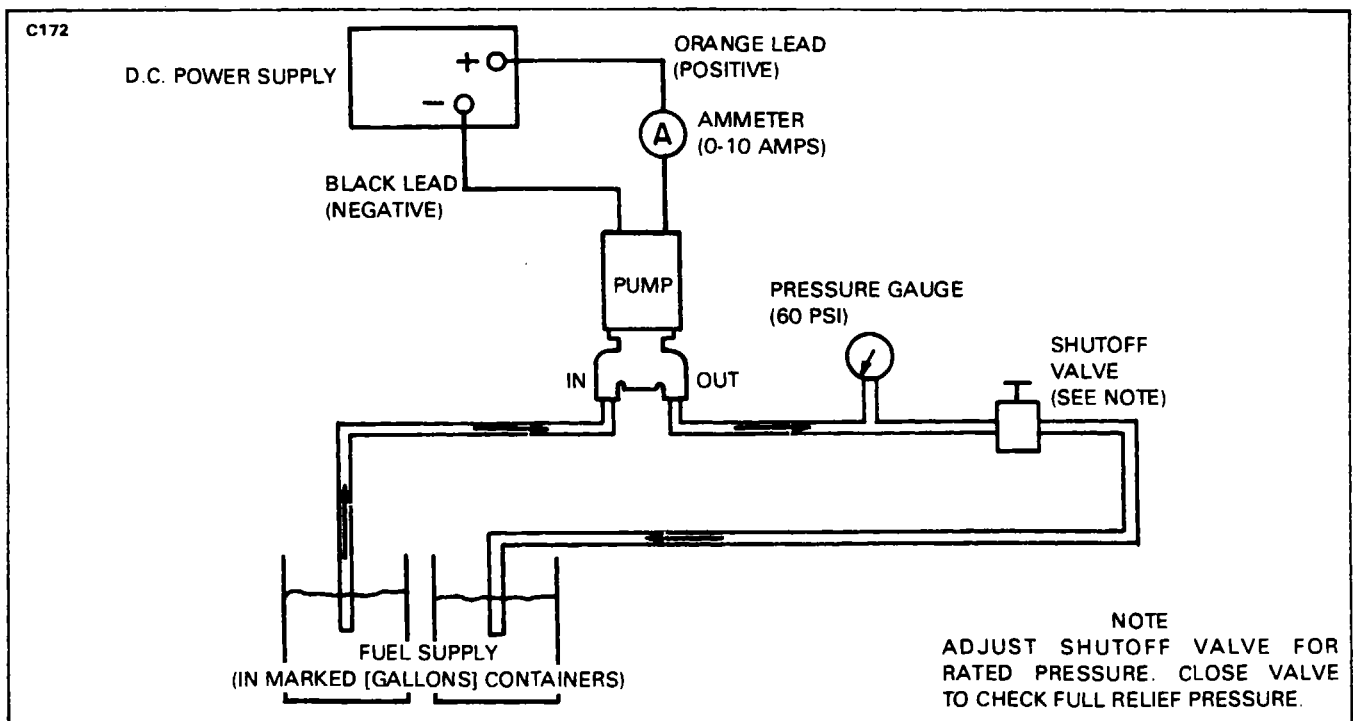 C172
D.C. POWER SUPPLY
+
−
ORANGE LEAD
(POSITIVE)
A
AMMETER
(0-10 AMPS)
BLACK LEAD
(NEGATIVE)
PUMP
IN
OUT
PRESSURE GAUGE
(60 PSI)
SHUTOFF
VALVE
(SEE NOTE)
FUEL SUPPLY
(IN MARKED [GALLONS] CONTAINERS)
NOTE
ADJUST SHUTOFF VALVE FOR
RATED PRESSURE. CLOSE VALVE
TO CHECK FULL RELIEF PRESSURE.